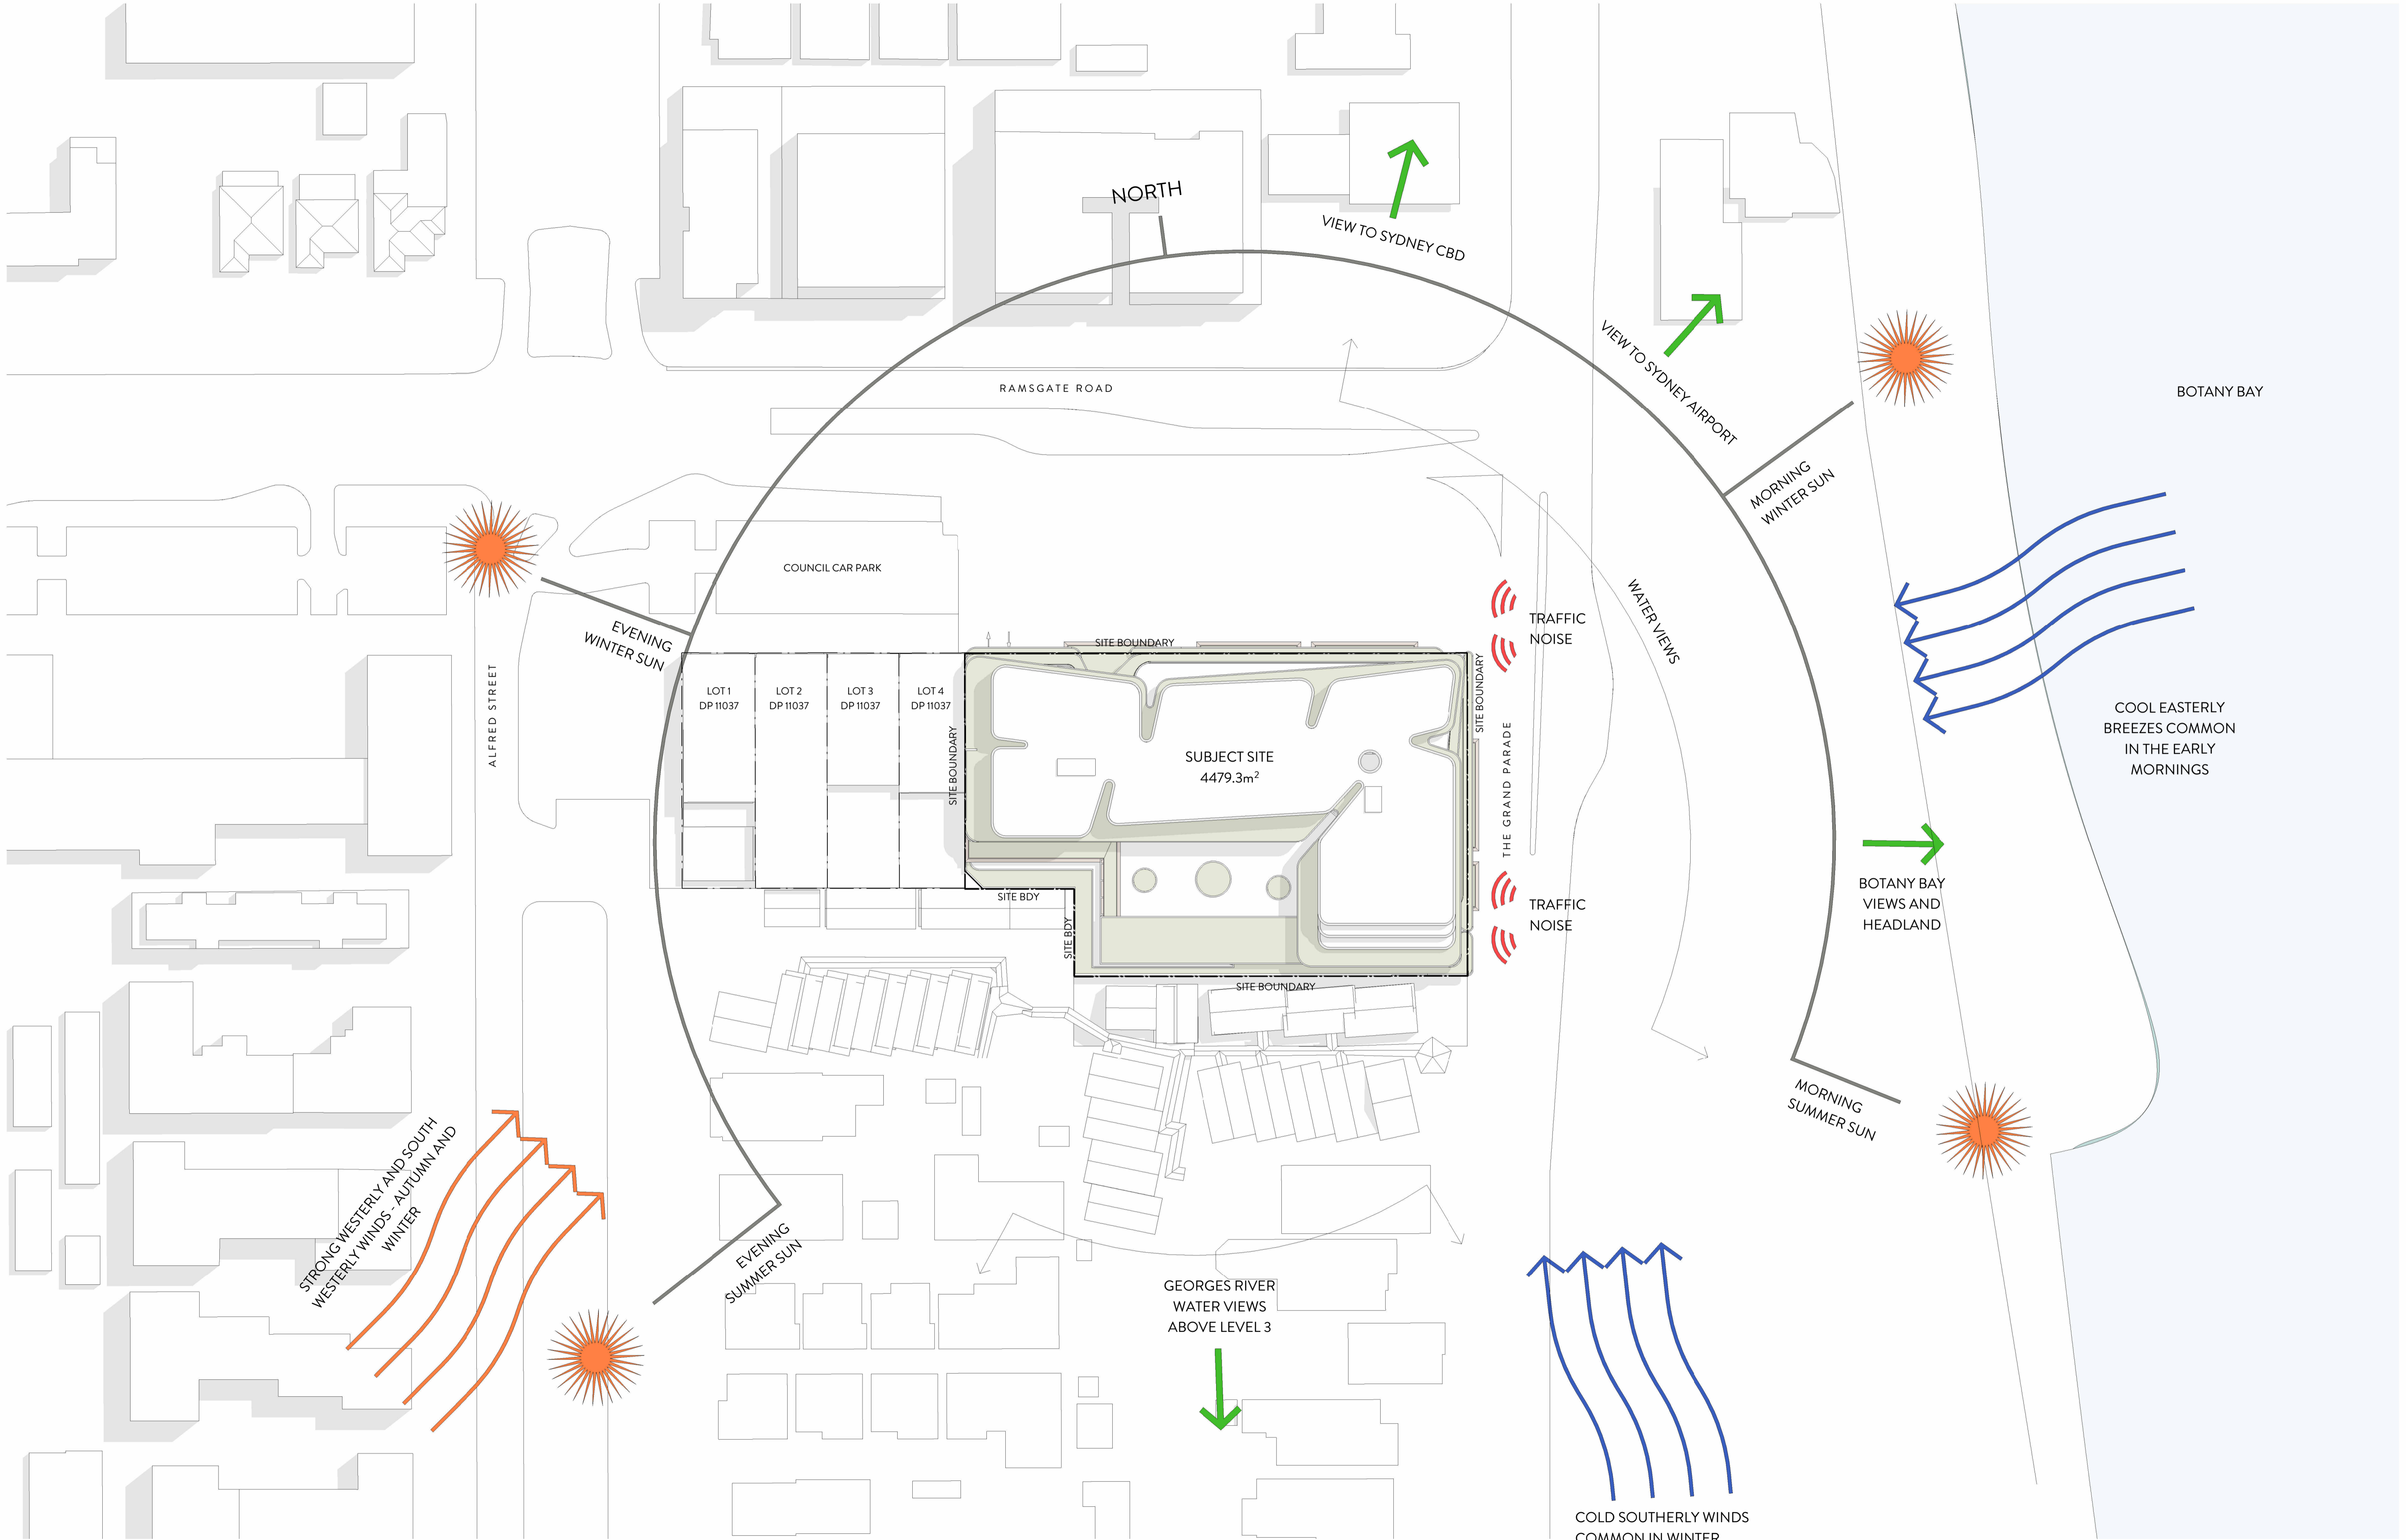 NORTH
VIEW TO SYDNEY CBD
VIEW TO SYDNEY AIRPORT
BOTANY BAY
RAMSGATE ROAD
MORNING
WINTER SUN
COUNCIL CAR PARK
EVENING
WINTER SUN
TRAFFIC
NOISE
WATER VIEWS
SITE BOUNDARY
SITE BOUNDARY
ALFRED STREET
LOT 1
DP 11037
LOT 2
DP 11037
LOT 3
DP 11037
LOT 4
DP 11037
SITE BOUNDARY
SUBJECT SITE
4479.3m²
THE GRAND PARADE
COOL EASTERLY
BREEZES COMMON
IN THE EARLY
MORNINGS
SITE BDY
SITE BDY
TRAFFIC
NOISE
BOTANY BAY
VIEWS AND
HEADLAND
SITE BOUNDARY
MORNING
SUMMER SUN
STRONG WESTERLY AND SOUTH
WESTERLY WINDS - AUTUMN AND
WINTER
EVENING
SUMMER SUN
GEORGES RIVER
WATER VIEWS
ABOVE LEVEL 3
COLD SOUTHERLY WINDS
COMMON IN WINTER